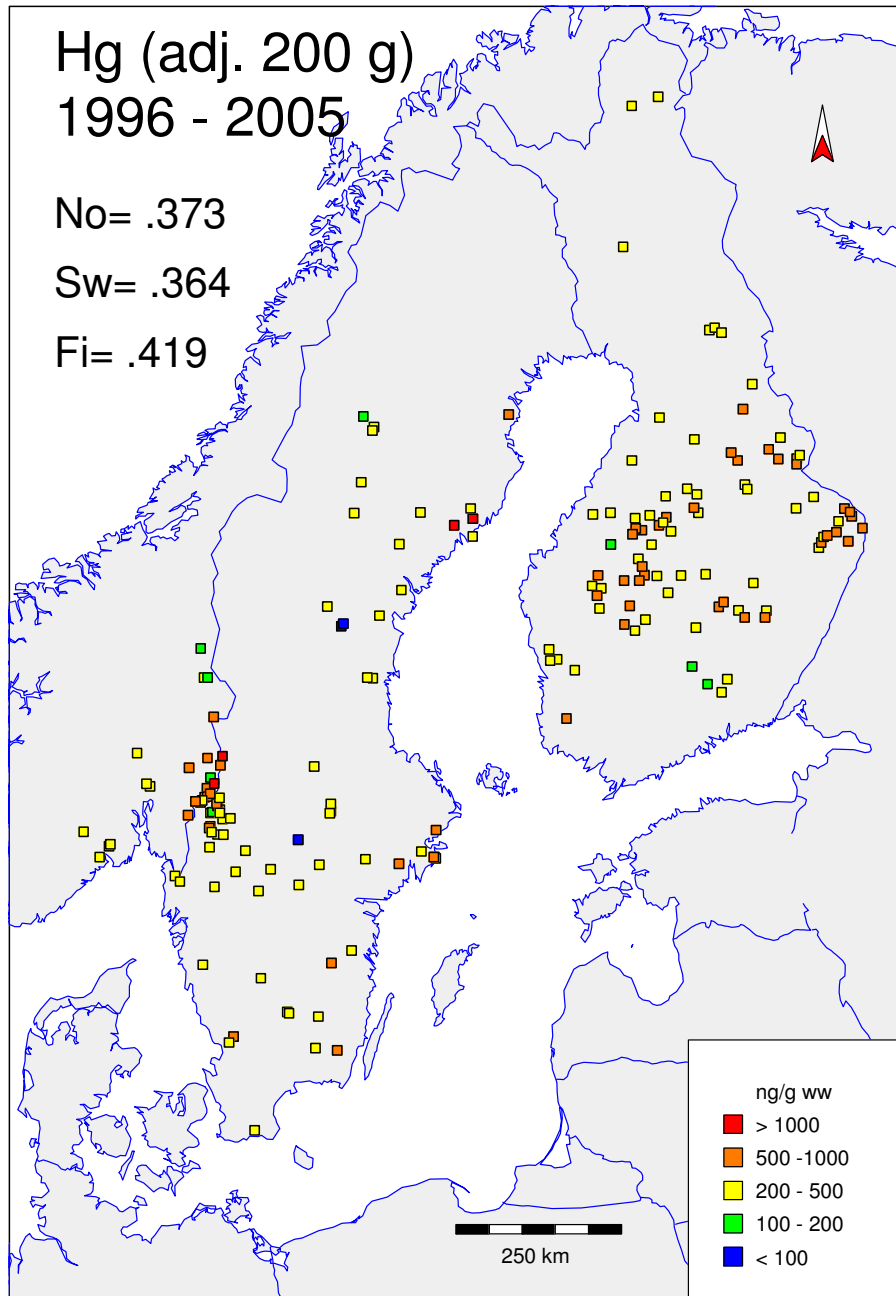 Hg (adj. 200 g)
1996 - 2005
No= .373
Sw= .364
Fi= .419
ng/g ww
> 1000
500 -1000
200 - 500
100 - 200
< 100
250 km